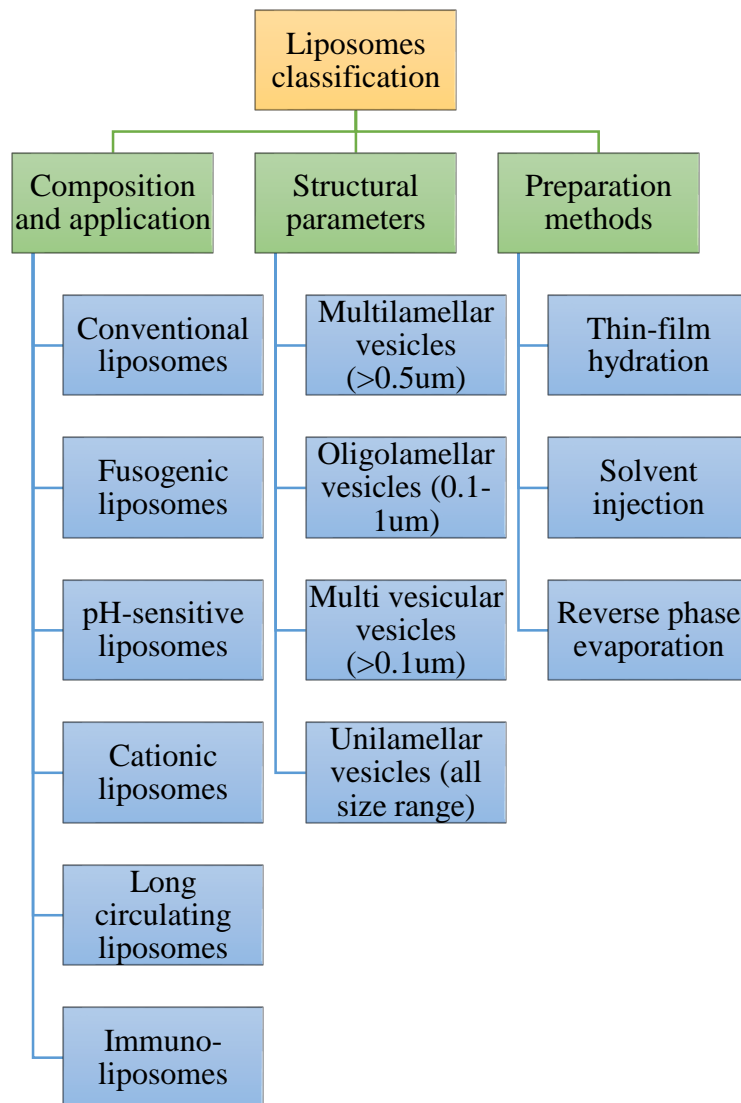 Liposomes
classification
Composition
and application
Structural
parameters
Preparation
methods
Conventional
liposomes
Fusogenic
liposomes
pH-sensitive
liposomes
Cationic
liposomes
Long
circulating
liposomes
Immuno-
liposomes
Multilamellar
vesicles
(>0.5um)
Oligolamellar
vesicles (0.1-
1um)
Multi vesicular
vesicles
(>0.1um)
Unilamellar
vesicles (all
size range)
Thin-film
hydration
Solvent
injection
Reverse phase
evaporation